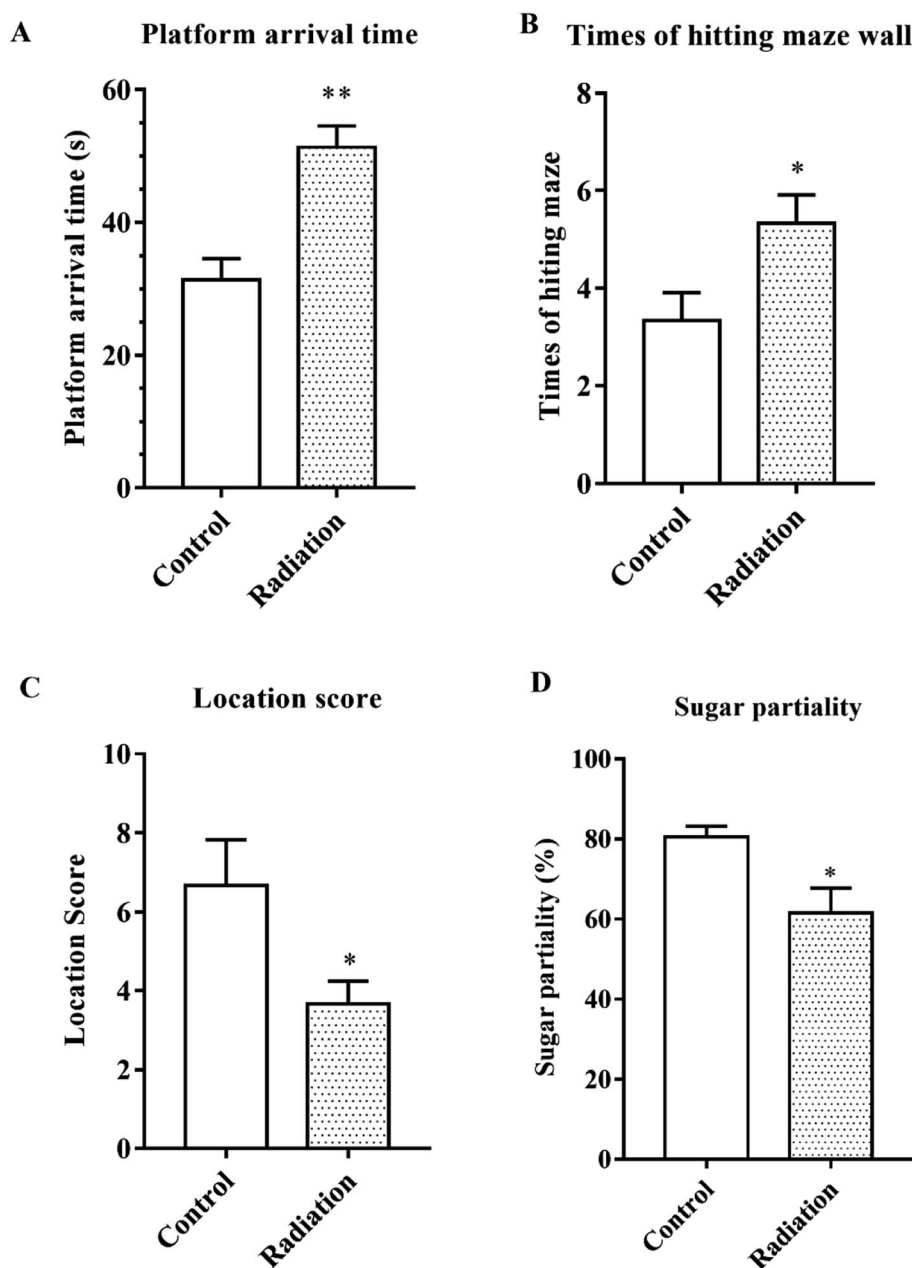 A
Platform arrival time
Platform arrival time (s)
60
40
20
0
**
Control
Radiation
B
Times of hitting maze wall
Times of hiting maze
8
6
4
2
0
*
Control
Radiation
C
Location score
Location Score
10
8
6
4
2
0
*
Control
Radiation
D
Sugar partiality
Sugar partiality (%)
100
80
60
40
20
0
*
Control
Radiation